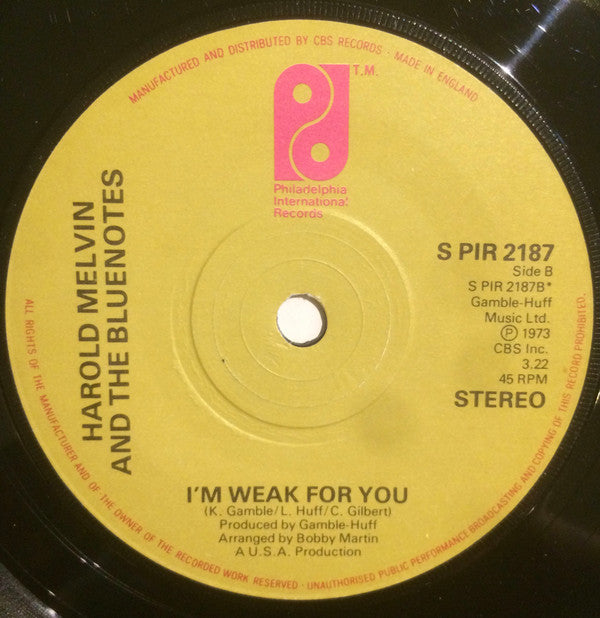 MANUFACTURED AND DISTRIBUTED BY CBS RECORDS · MADE IN ENGLAND
T.M.
Philadelphia
International
Records
HAROLD MELVIN
AND THE BLUENOTES
S PIR 2187
Side B
S PIR 2187B*
Gamble-Huff
Music Ltd.
Ⓟ 1973
CBS Inc.
3.22
45 RPM
STEREO
I'M WEAK FOR YOU
(K. Gamble/L. Huff/C. Gilbert)
Produced by Gamble-Huff
Arranged by Bobby Martin
A U.S.A. Production
ALL RIGHTS OF THE MANUFACTURER AND OF THE OWNER OF THE RECORDED WORK RESERVED · UNAUTHORISED PUBLIC PERFORMANCE BROADCASTING AND COPYING OF THIS RECORD PROHIBITED.